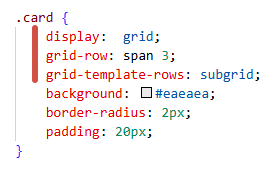 .card {
display:  grid;
grid-row: span 3;
grid-template-rows: subgrid;
background: #eaeaea;
border-radius: 2px;
padding: 20px;
}